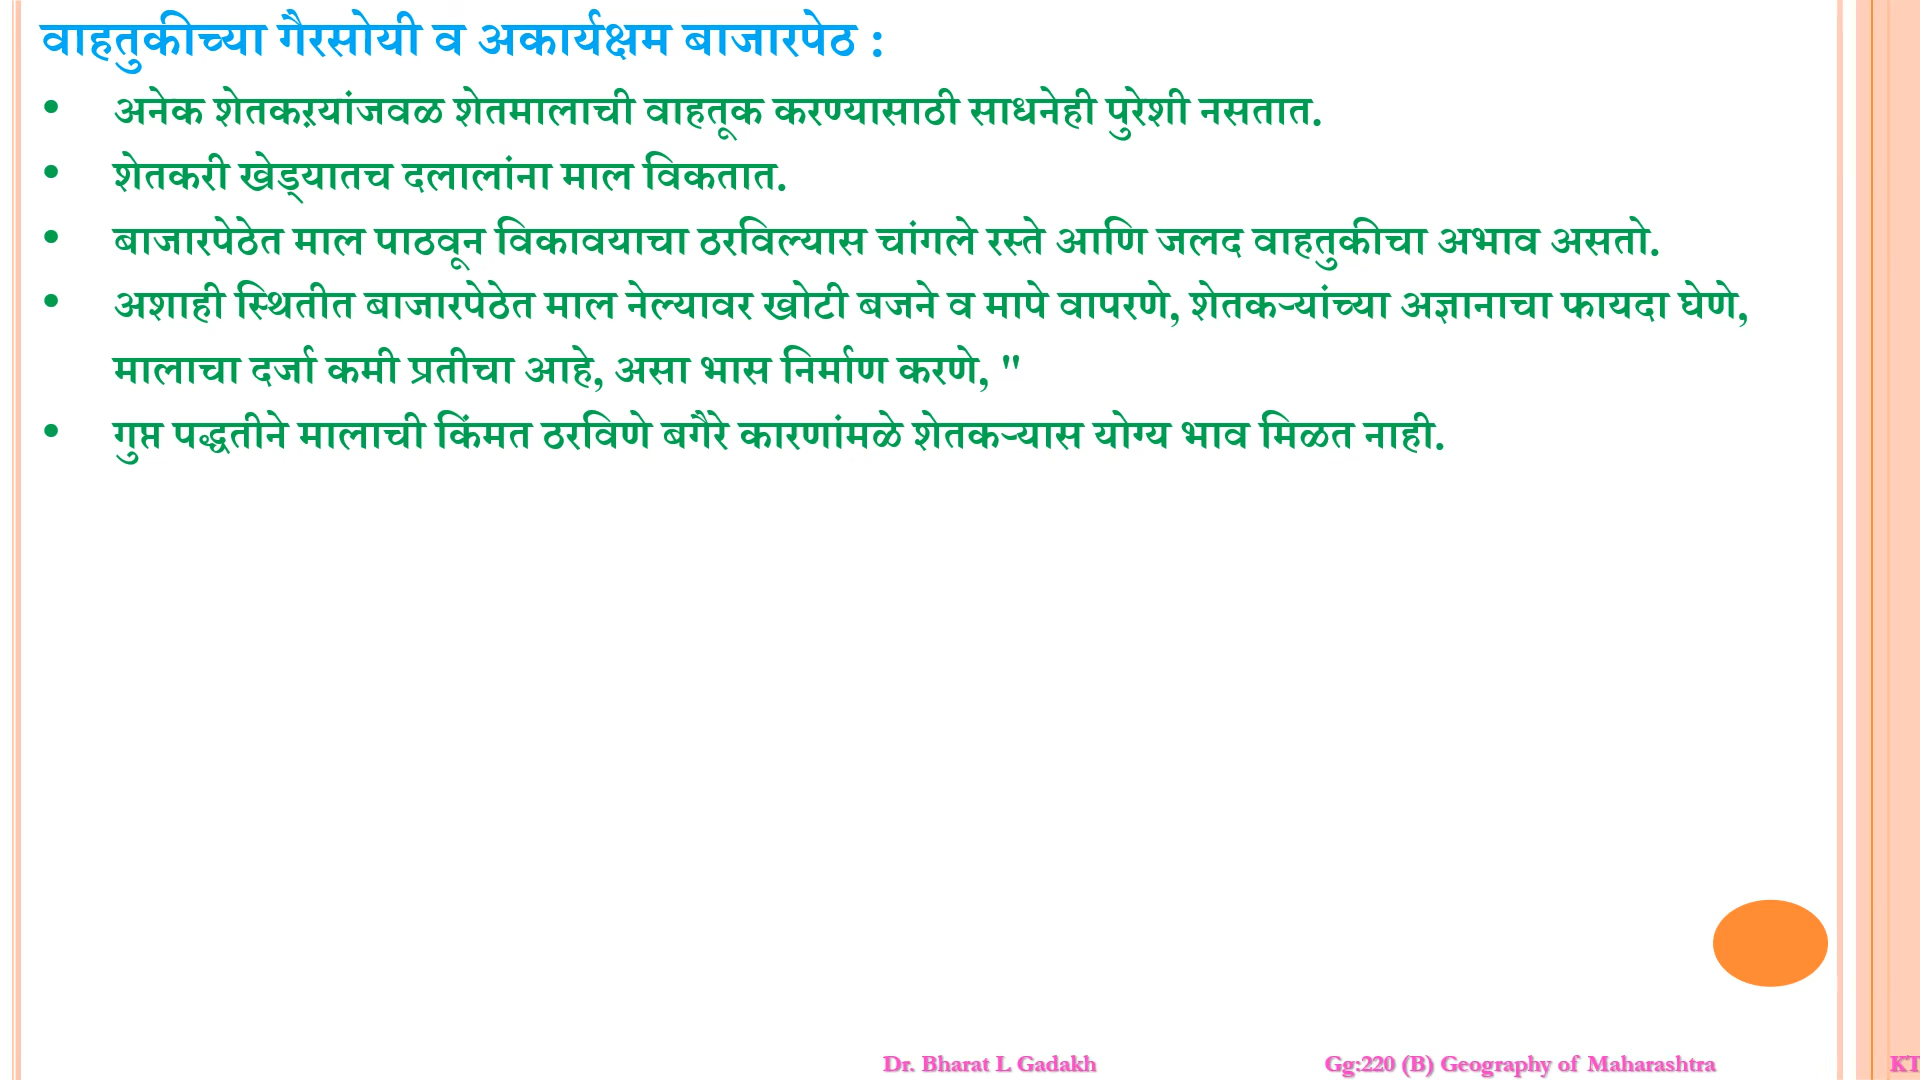 वाहतुकीच्या गैरसोयी व अकार्यक्षम बाजारपेठ :
• अनेक शेतकऱ्यांजवळ शेतमालाची वाहतूक करण्यासाठी साधनेही पुरेशी नसतात.
• शेतकरी खेड्यातच दलालांना माल विकतात.
• बाजारपेठेत माल पाठवून विकावयाचा ठरविल्यास चांगले रस्ते आणि जलद वाहतुकीचा अभाव असतो.
• अशाही स्थितीत बाजारपेठेत माल नेल्यावर खोटी बजने व मापे वापरणे, शेतकऱ्यांच्या अज्ञानाचा फायदा घेणे,
मालाचा दर्जा कमी प्रतीचा आहे, असा भास निर्माण करणे, "
• गुप्त पद्धतीने मालाची किंमत ठरविणे बगैरे कारणांमळे शेतकऱ्यास योग्य भाव मिळत नाही.
Dr. Bharat L Gadakh Gg:220 (B) Geography of Maharashtra KT